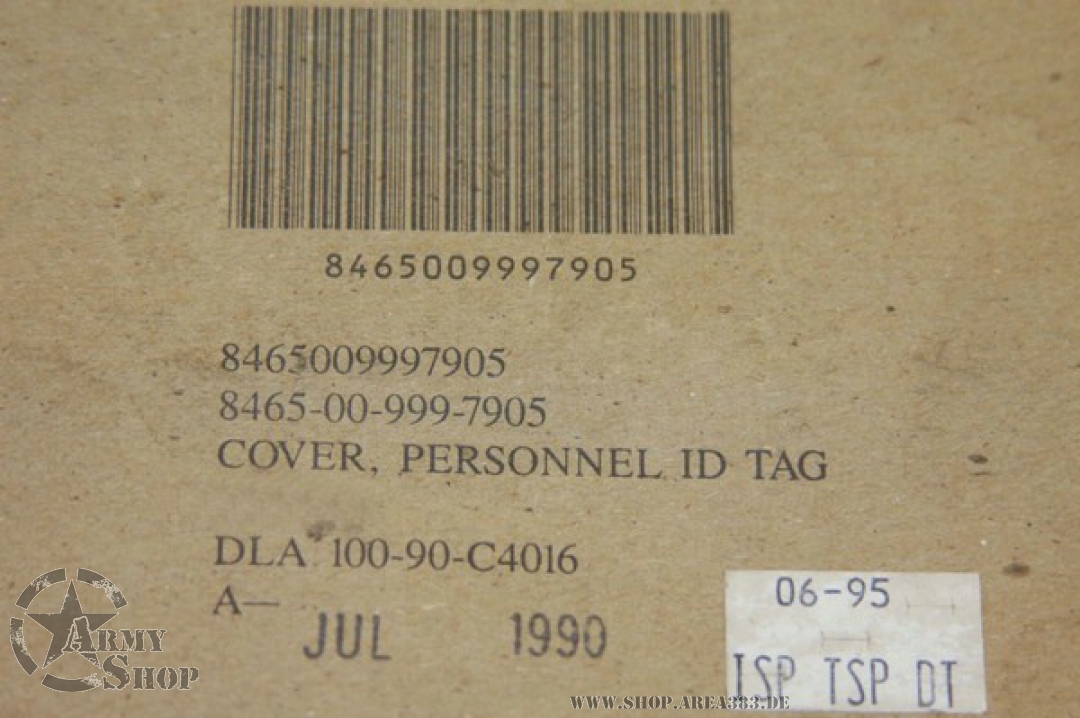 8465009997905
8465009997905
8465-00-999-7905
COVER, PERSONNEL ID TAG
DLA 100-90-C4016
A—
JUL 1990
06-95
ISP TSP DT
ARMY
SHOP
WWW.SHOP.AREA383.DE